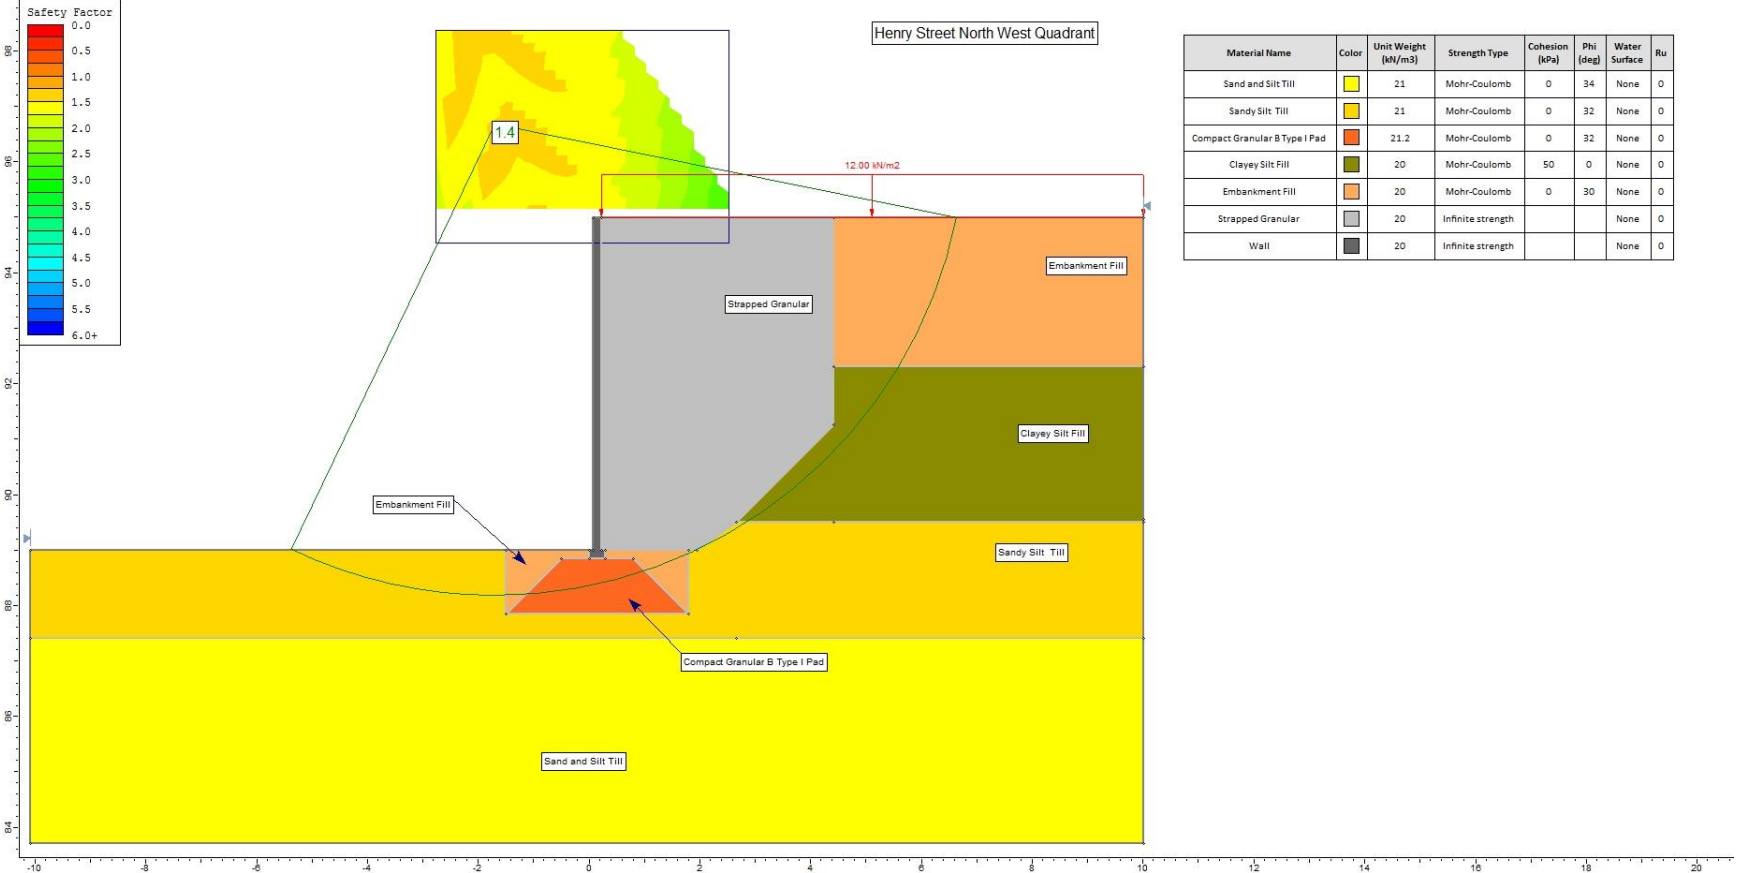 Safety Factor
0.0
0.5
1.0
1.5
2.0
2.5
3.0
3.5
4.0
4.5
5.0
5.5
6.0+
Henry Street North West Quadrant
Material Name Color Unit Weight (kN/m3) Strength Type Cohesion (kPa) Phi (deg) Water Surface Ru
Sand and Silt Till 21 Mohr-Coulomb 0 34 None 0
Sandy Silt Till 21 Mohr-Coulomb 0 32 None 0
Compact Granular B Type I Pad 21.2 Mohr-Coulomb 0 32 None 0
Clayey Silt Fill 20 Mohr-Coulomb 50 0 None 0
Embankment Fill 20 Mohr-Coulomb 0 30 None 0
Strapped Granular 20 Infinite strength None 0
Wall 20 Infinite strength None 0
1.4
12.00 kN/m2
Embankment Fill
Strapped Granular
Clayey Silt Fill
Embankment Fill
Sandy Silt Till
Compact Granular B Type I Pad
Sand and Silt Till
98
96
94
92
90
88
86
84
-10 -8 -6 -4 -2 0 2 4 6 8 10 12 14 16 18 20